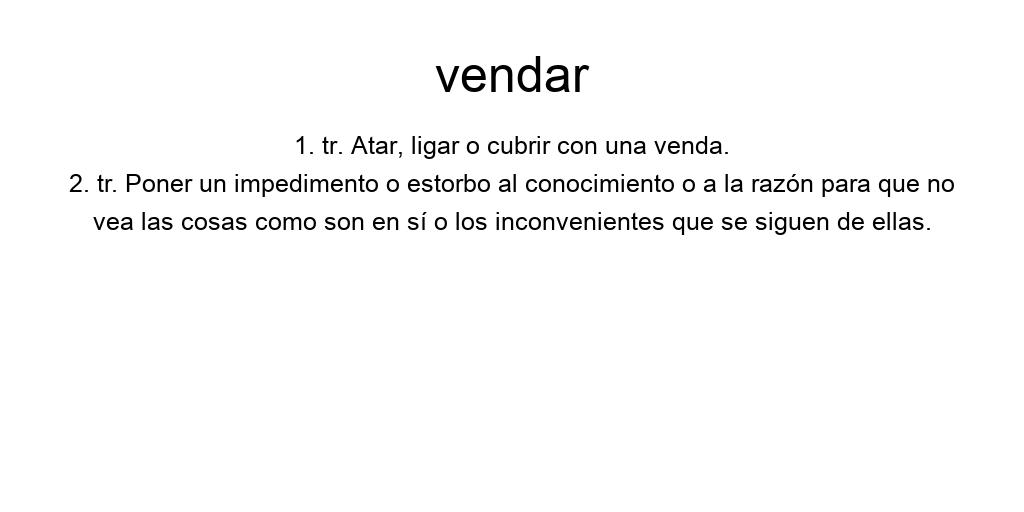 vendar
1. tr. Atar, ligar o cubrir con una venda.
2. tr. Poner un impedimento o estorbo al conocimiento o a la razón para que no
vea las cosas como son en sí o los inconvenientes que se siguen de ellas.